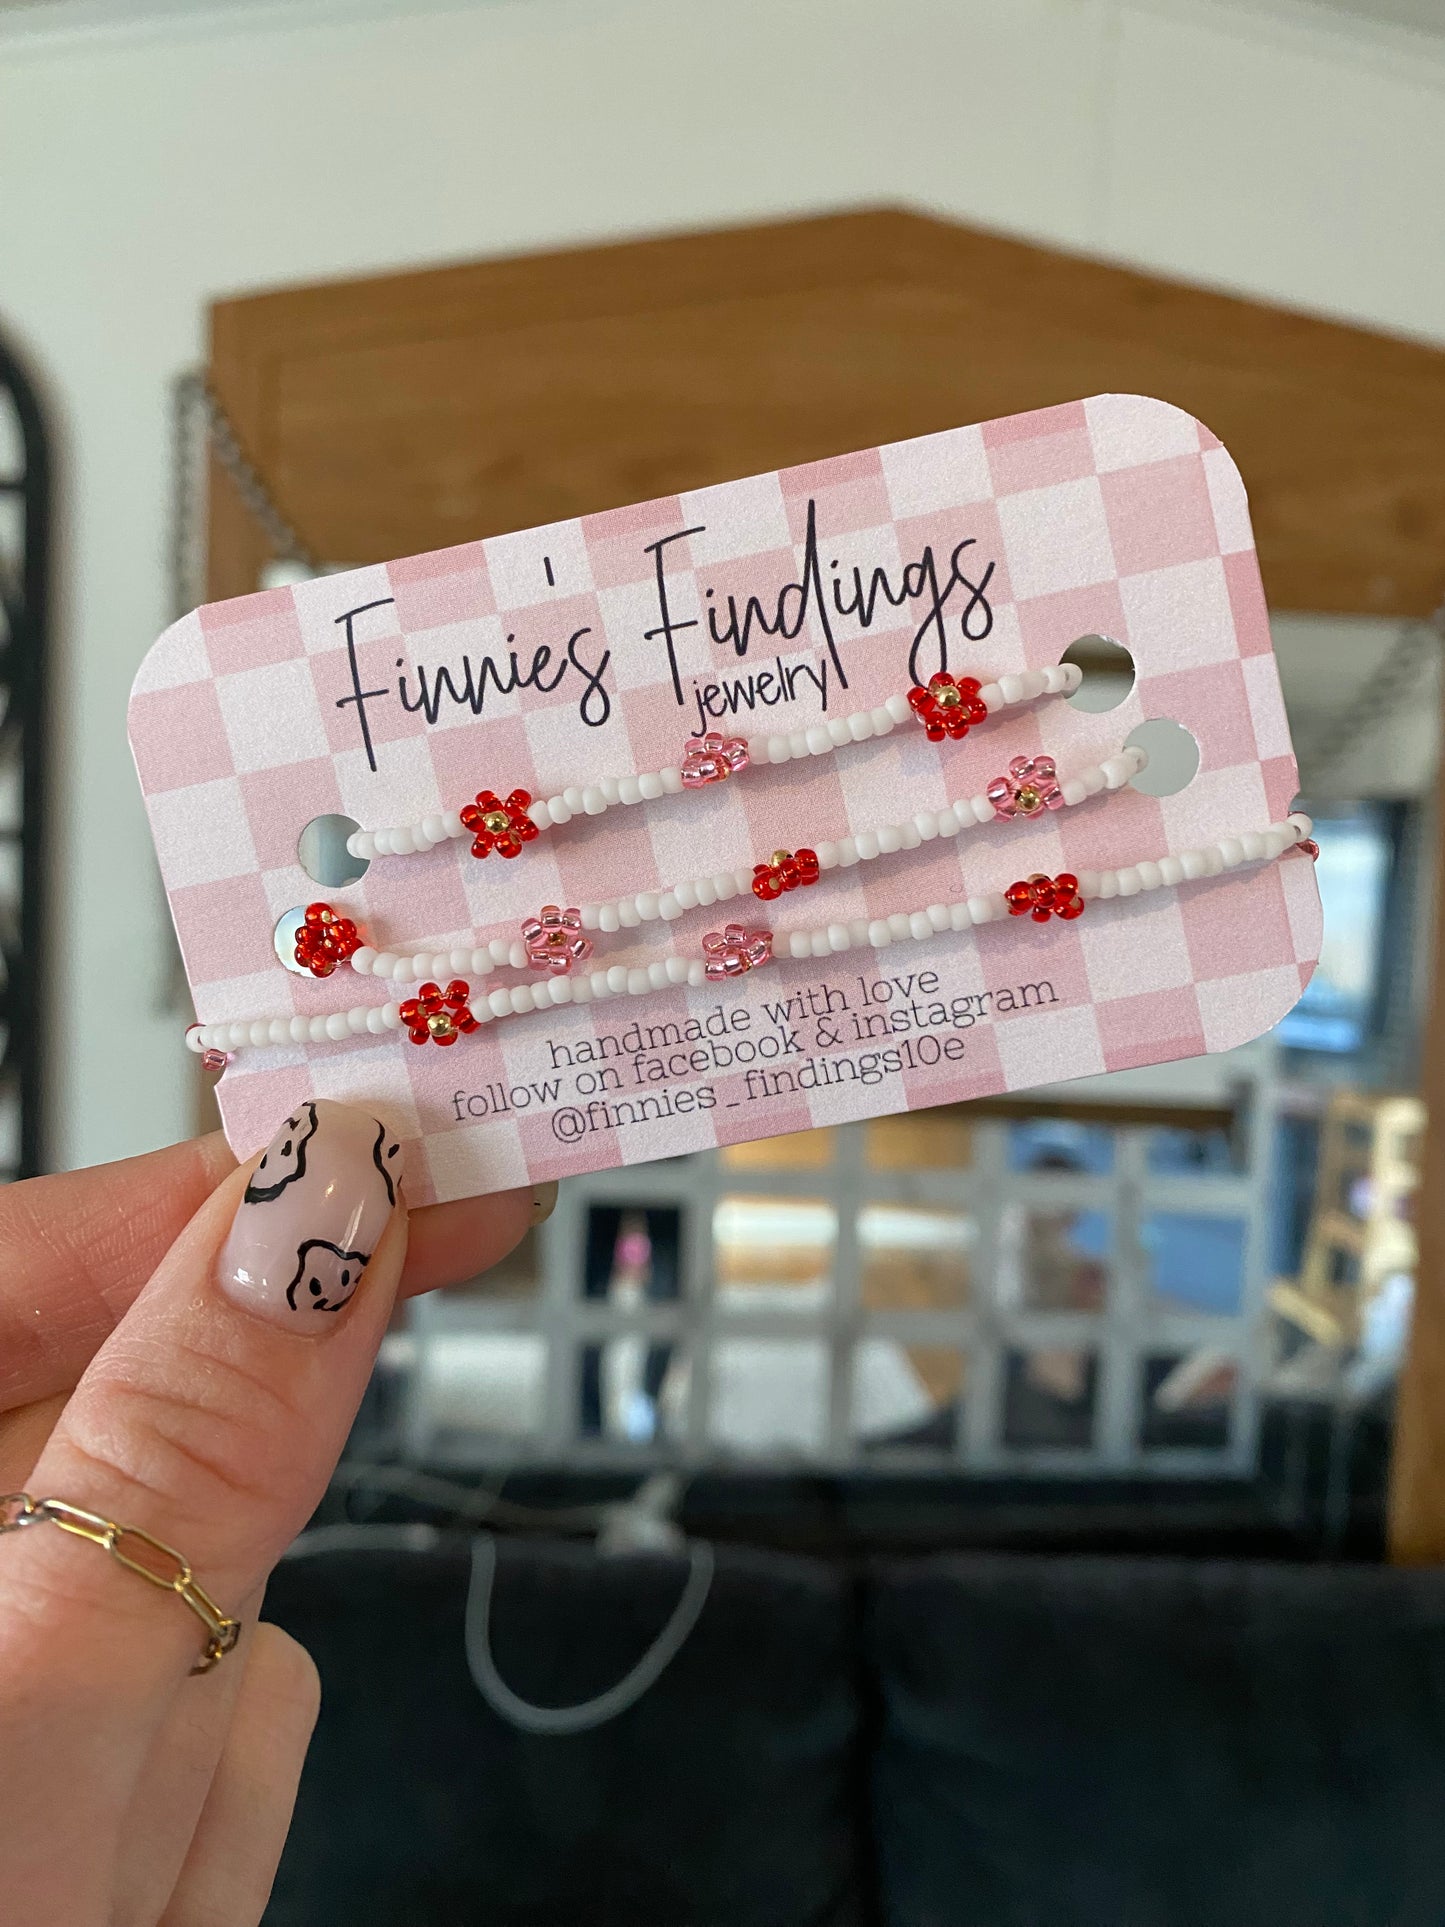 Finnie's Findings
jewelry
handmade with love
follow on facebook & instagram
@finnies_findings10e